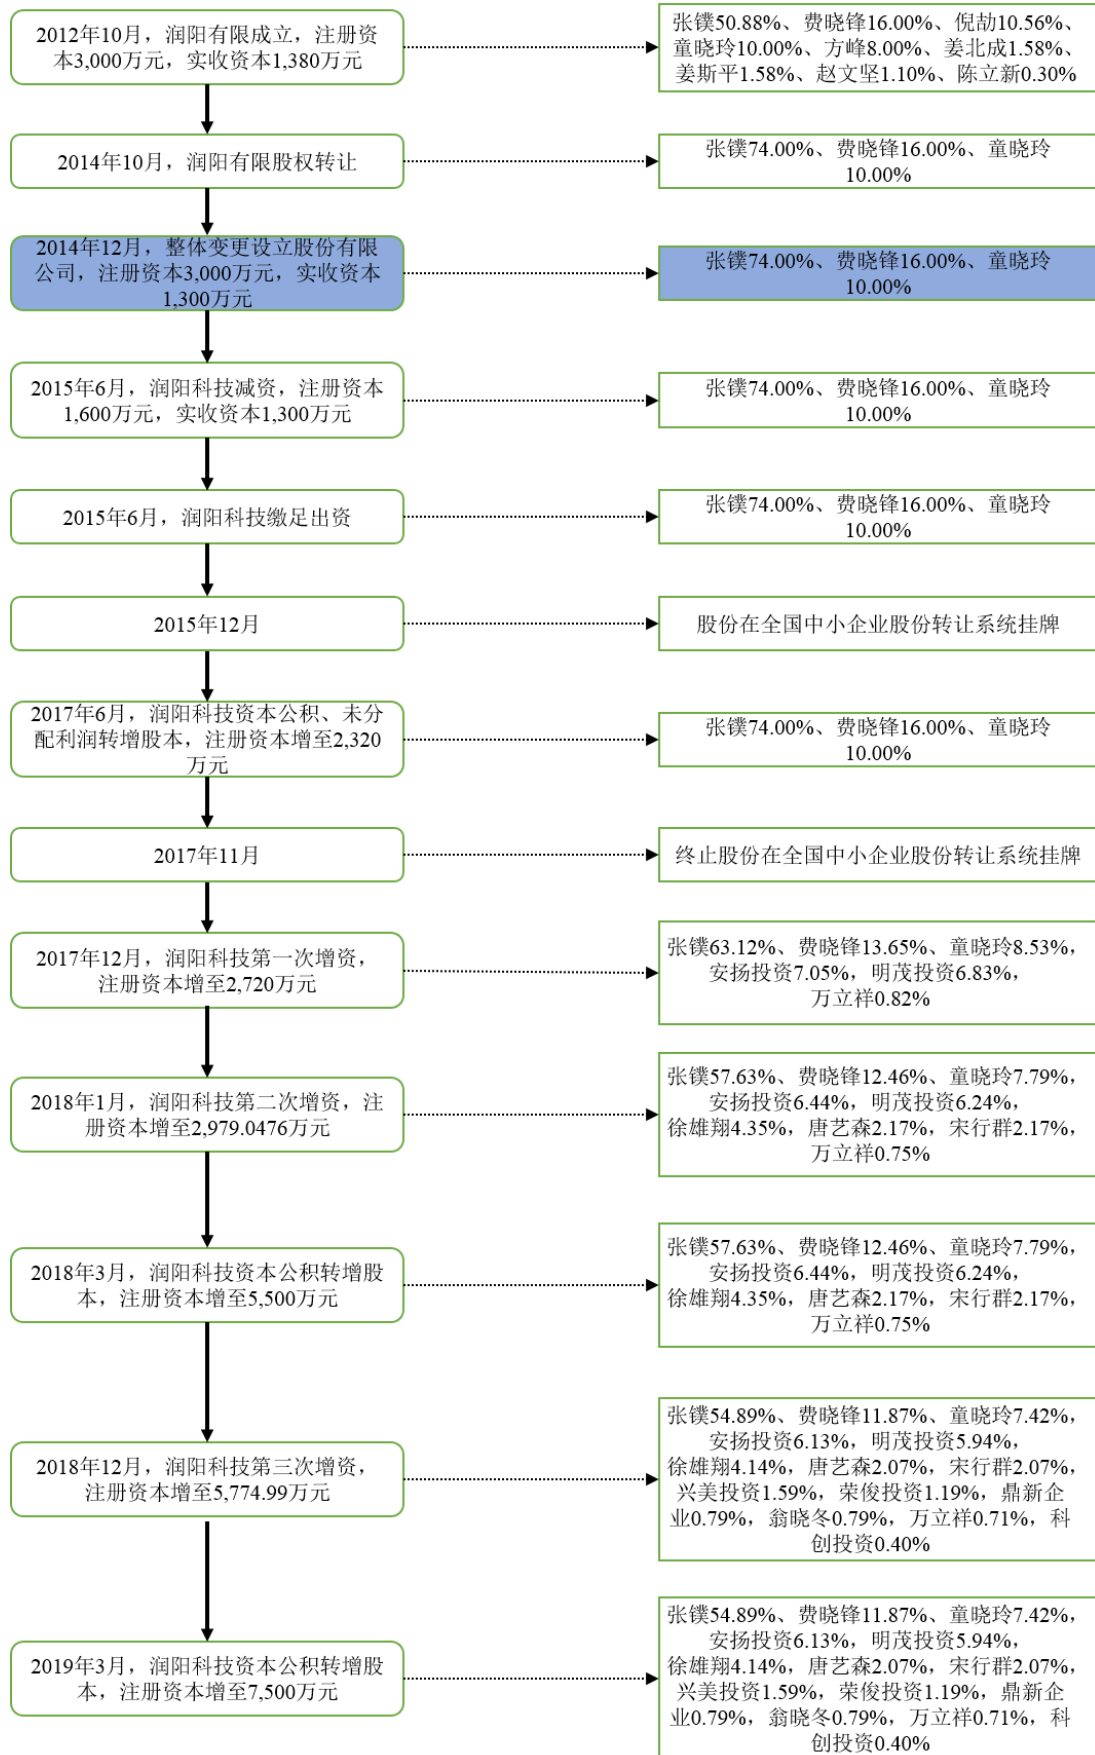 2012年10月，润阳有限成立，注册资
本3,000万元，实收资本1,380万元
张镤50.88%、费晓锋16.00%、倪劼10.56%、
童晓玲10.00%、方峰8.00%、姜北成1.58%、
姜斯平1.58%、赵文坚1.10%、陈立新0.30%
2014年10月，润阳有限股权转让
张镤74.00%、费晓锋16.00%、童晓玲
10.00%
2014年12月，整体变更设立股份有限
公司，注册资本3,000万元，实收资本
1,300万元
张镤74.00%、费晓锋16.00%、童晓玲
10.00%
2015年6月，润阳科技减资，注册资本
1,600万元，实收资本1,300万元
张镤74.00%、费晓锋16.00%、童晓玲
10.00%
2015年6月，润阳科技缴足出资
张镤74.00%、费晓锋16.00%、童晓玲
10.00%
2015年12月
股份在全国中小企业股份转让系统挂牌
2017年6月，润阳科技资本公积、未分
配利润转增股本，注册资本增至2,320
万元
张镤74.00%、费晓锋16.00%、童晓玲
10.00%
2017年11月
终止股份在全国中小企业股份转让系统挂牌
2017年12月，润阳科技第一次增资，
注册资本增至2,720万元
张镤63.12%、费晓锋13.65%、童晓玲8.53%，
安扬投资7.05%，明茂投资6.83%，
万立祥0.82%
2018年1月，润阳科技第二次增资，注
册资本增至2,979.0476万元
张镤57.63%、费晓锋12.46%、童晓玲7.79%，
安扬投资6.44%，明茂投资6.24%，
徐雄翔4.35%，唐艺森2.17%，宋行群2.17%，
万立祥0.75%
2018年3月，润阳科技资本公积转增股
本，注册资本增至5,500万元
张镤57.63%、费晓锋12.46%、童晓玲7.79%，
安扬投资6.44%，明茂投资6.24%，
徐雄翔4.35%，唐艺森2.17%，宋行群2.17%，
万立祥0.75%
2018年12月，润阳科技第三次增资，
注册资本增至5,774.99万元
张镤54.89%、费晓锋11.87%、童晓玲7.42%，
安扬投资6.13%，明茂投资5.94%，
徐雄翔4.14%，唐艺森2.07%，宋行群2.07%，
兴美投资1.59%，荣俊投资1.19%，鼎新企
业0.79%，翁晓冬0.79%，万立祥0.71%，科
创投资0.40%
2019年3月，润阳科技资本公积转增股
本，注册资本增至7,500万元
张镤54.89%、费晓锋11.87%、童晓玲7.42%，
安扬投资6.13%，明茂投资5.94%，
徐雄翔4.14%，唐艺森2.07%，宋行群2.07%，
兴美投资1.59%，荣俊投资1.19%，鼎新企
业0.79%，翁晓冬0.79%，万立祥0.71%，科
创投资0.40%